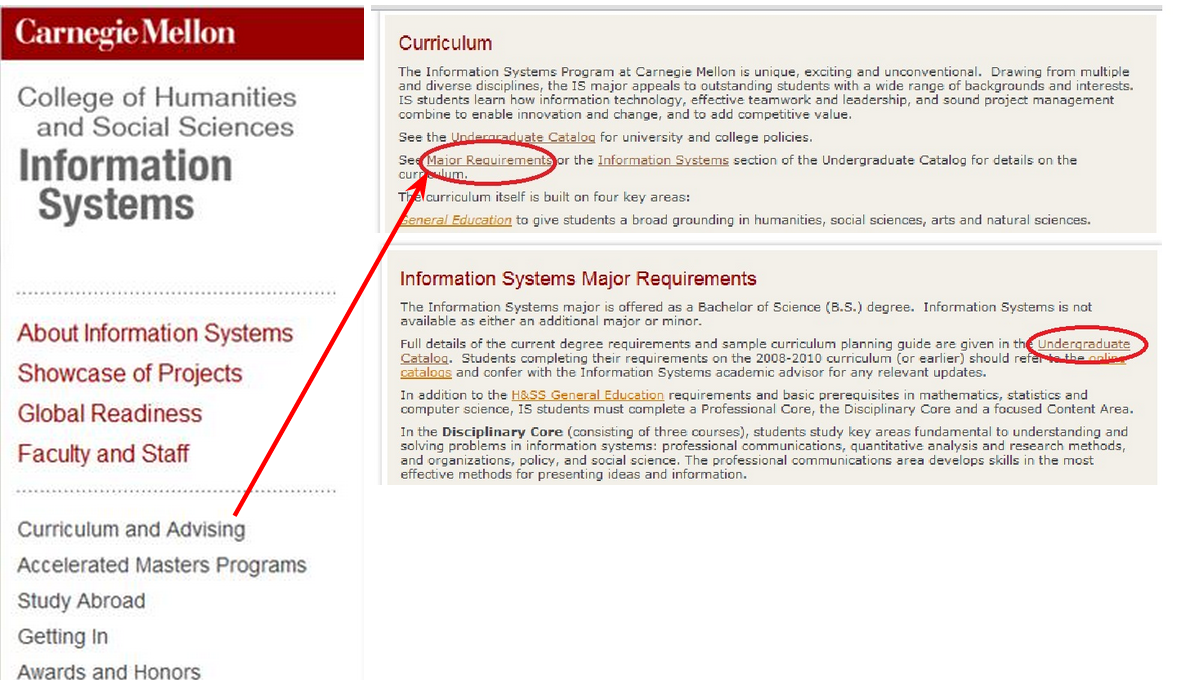 Carnegie Mellon
College of Humanities
and Social Sciences
Information
Systems
About Information Systems
Showcase of Projects
Global Readiness
Faculty and Staff
Curriculum and Advising
Accelerated Masters Programs
Study Abroad
Getting In
Awards and Honors
Curriculum
The Information Systems Program at Carnegie Mellon is unique, exciting and unconventional. Drawing from multiple
and diverse disciplines, the IS major appeals to outstanding students with a wide range of backgrounds and interests.
IS students learn how information technology, effective teamwork and leadership, and sound project management
combine to enable innovation and change, and to add competitive value.
See the Undergraduate Catalog for university and college policies.
See Major Requirements or the Information Systems section of the Undergraduate Catalog for details on the
curriculum.
The curriculum itself is built on four key areas:
General Education to give students a broad grounding in humanities, social sciences, arts and natural sciences.
Information Systems Major Requirements
The Information Systems major is offered as a Bachelor of Science (B.S.) degree. Information Systems is not
available as either an additional major or minor.
Full details of the current degree requirements and sample curriculum planning guide are given in the Undergraduate
Catalog. Students completing their requirements on the 2008-2010 curriculum (or earlier) should refer to the online
catalogs and confer with the Information Systems academic advisor for any relevant updates.
In addition to the H&SS General Education requirements and basic prerequisites in mathematics, statistics and
computer science, IS students must complete a Professional Core, the Disciplinary Core and a focused Content Area.
In the Disciplinary Core (consisting of three courses), students study key areas fundamental to understanding and
solving problems in information systems: professional communications, quantitative analysis and research methods,
and organizations, policy, and social science. The professional communications area develops skills in the most
effective methods for presenting ideas and information.